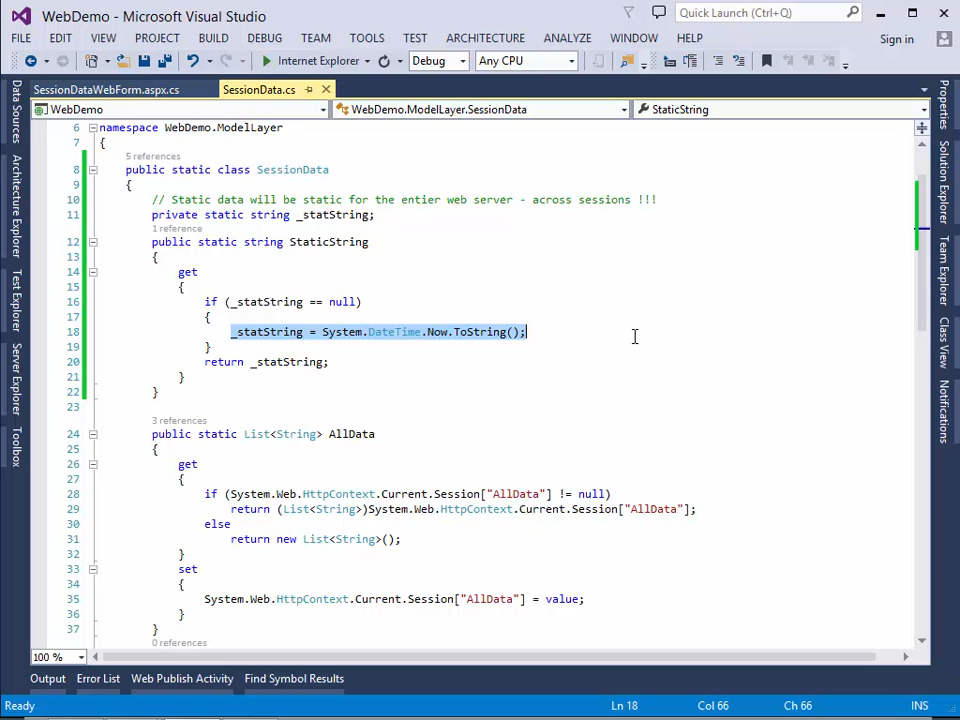 WebDemo - Microsoft Visual Studio
Quick Launch (Ctrl+Q)
FILE EDIT VIEW PROJECT BUILD DEBUG TEAM TOOLS TEST ARCHITECTURE ANALYZE WINDOW HELP Sign in
Internet Explorer Debug Any CPU
SessionDataWebForm.aspx.cs SessionData.cs
WebDemo WebDemo.ModelLayer.SessionData StaticString
6 namespace WebDemo.ModelLayer
7 {
5 references
8 public static class SessionData
9 {
10 // Static data will be static for the entier web server - across sessions !!!
11 private static string _statString;
1 reference
12 public static string StaticString
13 {
14 get
15 {
16 if (_statString == null)
17 {
18 _statString = System.DateTime.Now.ToString();
19 }
20 return _statString;
21 }
22 }
23
3 references
24 public static List<String> AllData
25 {
26 get
27 {
28 if (System.Web.HttpContext.Current.Session["AllData"] != null)
29 return (List<String>)System.Web.HttpContext.Current.Session["AllData"];
30 else
31 return new List<String>();
32 }
33 set
34 {
35 System.Web.HttpContext.Current.Session["AllData"] = value;
36 }
37 }
0 references
100 %
Data Sources
Architecture Explorer
Test Explorer
Server Explorer
Toolbox
Properties
Solution Explorer
Team Explorer
Class View
Notifications
Output Error List Web Publish Activity Find Symbol Results
Ready Ln 18 Col 66 Ch 66 INS